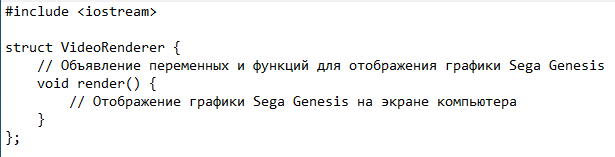 #include <iostream>

struct VideoRenderer {
    // Объявление переменных и функций для отображения графики Sega Genesis
    void render() {
        // Отображение графики Sega Genesis на экране компьютера
    }
};